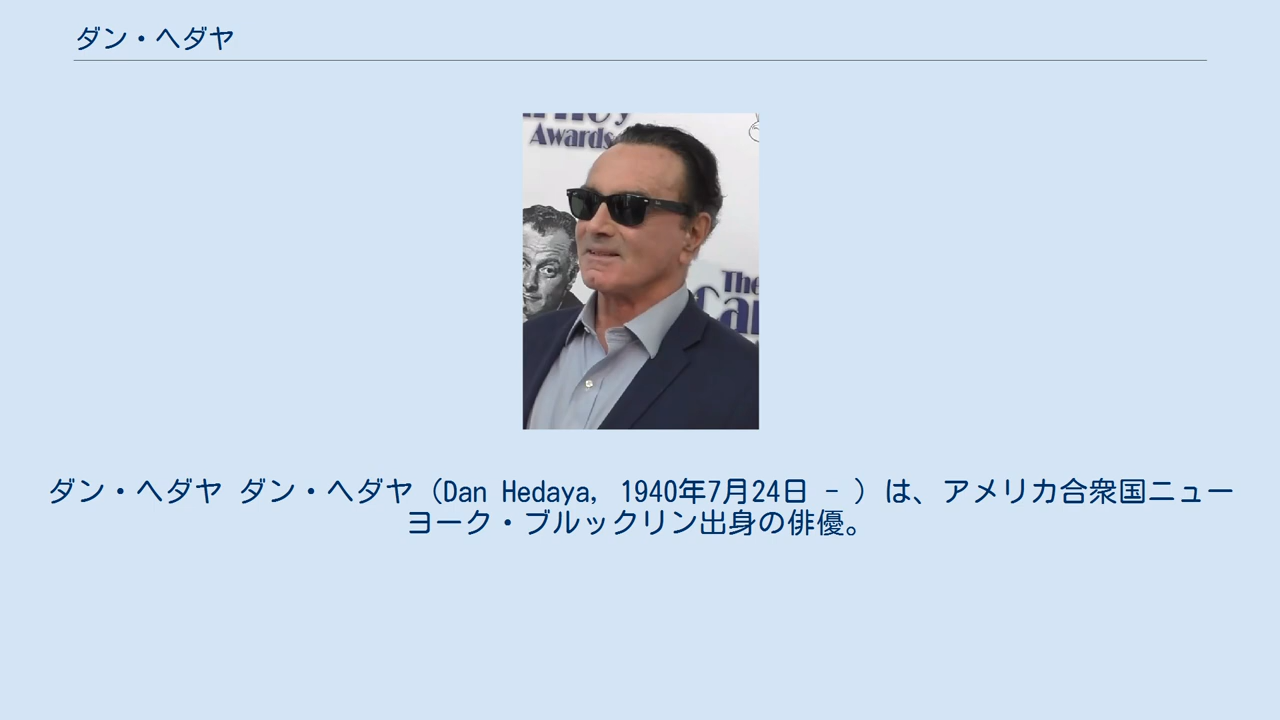 ダン・ヘダヤ
Awards
The
ダン・ヘダヤ ダン・ヘダヤ（Dan Hedaya, 1940年7月24日 - ）は、アメリカ合衆国ニュー
ヨーク・ブルックリン出身の俳優。